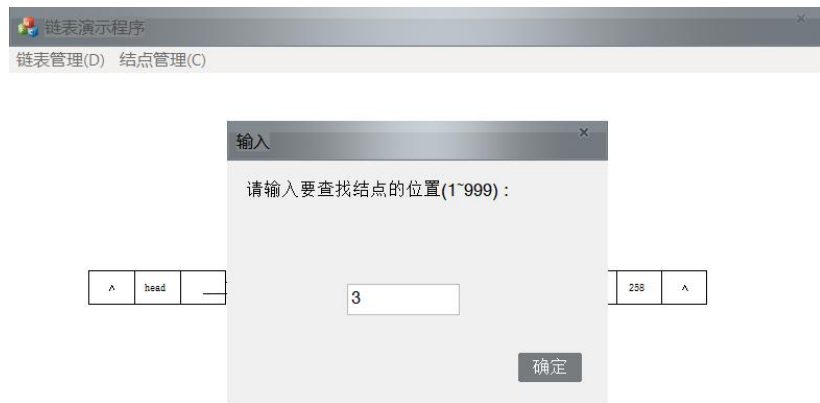 链表演示程序
×
链表管理(D) 结点管理(C)
输入
×
请输入要查找结点的位置(1~999)：
^ head 258 ^
3
确定